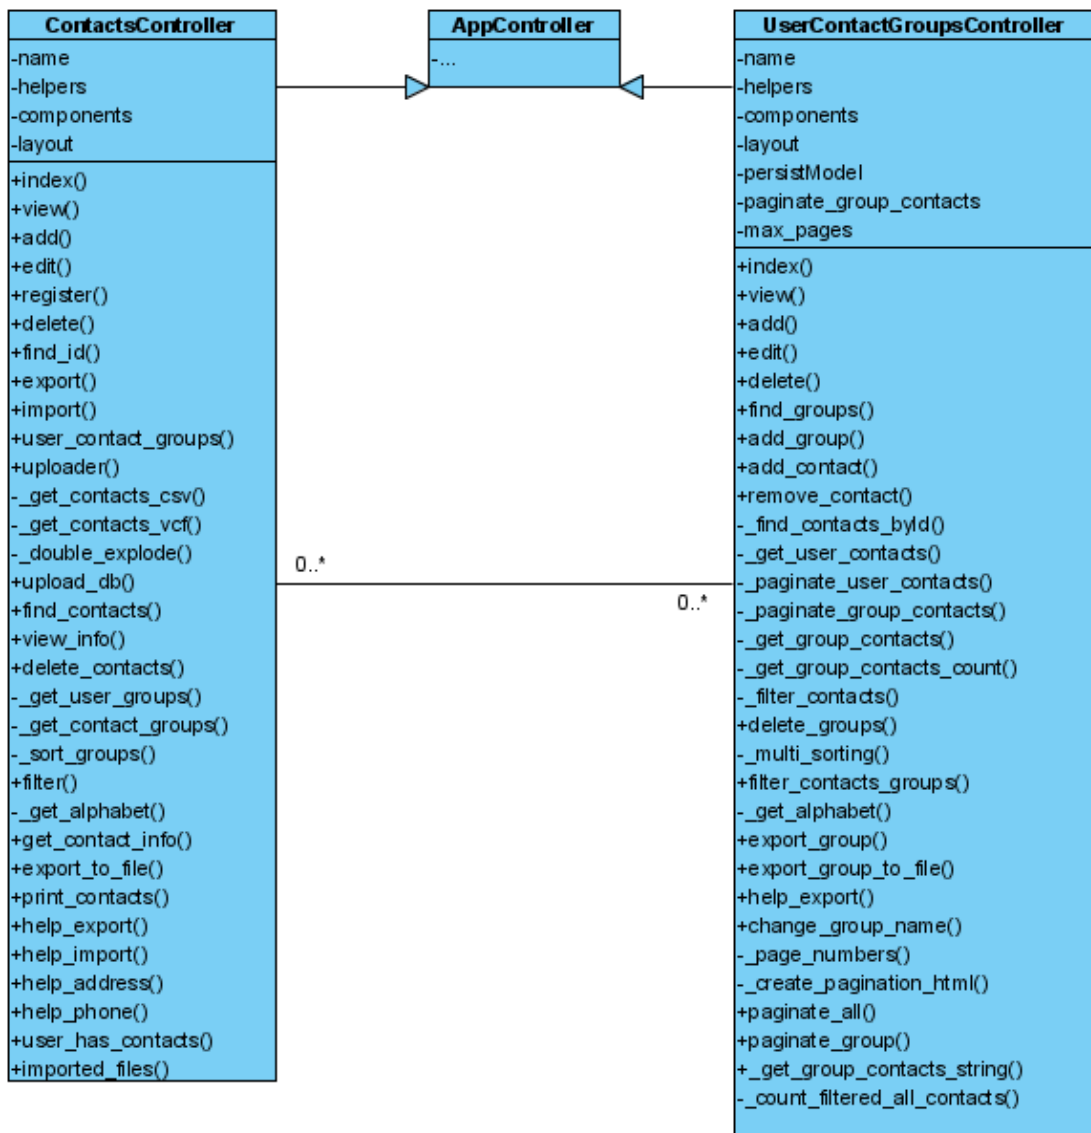 ContactsController
-name
-helpers
-components
-layout
+index()
+view()
+add()
+edit()
+register()
+delete()
+find_id()
+export()
+import()
+user_contact_groups()
+uploader()
-_get_contacts_csv()
-_get_contacts_vcf()
-_double_explode()
+upload_db()
+find_contacts()
+view_info()
+delete_contacts()
-_get_user_groups()
-_get_contact_groups()
-_sort_groups()
+filter()
-_get_alphabet()
+get_contact_info()
+export_to_file()
+print_contacts()
+help_export()
+help_import()
+help_address()
+help_phone()
+user_has_contacts()
+imported_files()
AppController
-...
0..*
0..*
UserContactGroupsController
-name
-helpers
-components
-layout
-persistModel
-paginate_group_contacts
-max_pages
+index()
+view()
+add()
+edit()
+delete()
+find_groups()
+add_group()
+add_contact()
+remove_contact()
-_find_contacts_byId()
-_get_user_contacts()
-_paginate_user_contacts()
-_paginate_group_contacts()
-_get_group_contacts()
-_get_group_contacts_count()
-_filter_contacts()
+delete_groups()
-_multi_sorting()
+filter_contacts_groups()
-_get_alphabet()
+export_group()
+export_group_to_file()
+help_export()
+change_group_name()
-_page_numbers()
-_create_pagination_html()
+paginate_all()
+paginate_group()
+_get_group_contacts_string()
-_count_filtered_all_contacts()